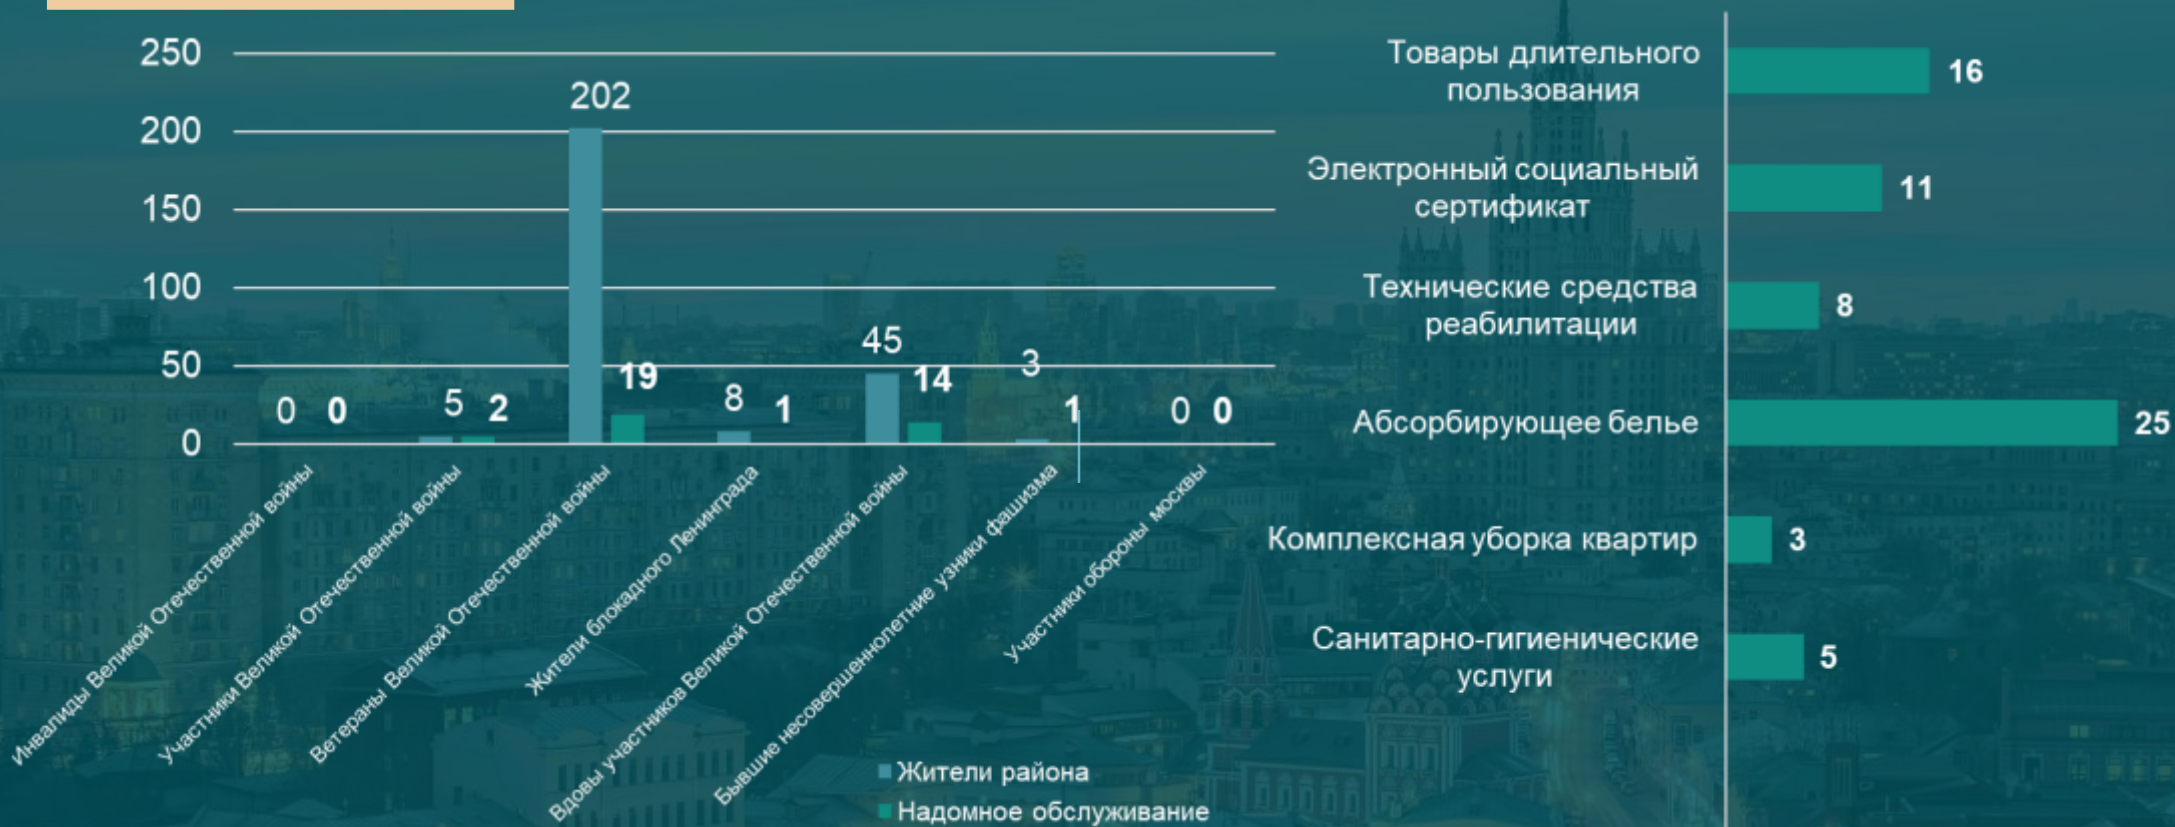 250
200
150
100
50
0
0 0
5 2
202
19
8 1
45
14
3
1
0 0
Инвалиды Великой Отечественной войны
Участники Великой Отечественной войны
Ветераны Великой Отечественной войны
Жители блокадного Ленинграда
Вдовы участников Великой Отечественной войны
Бывшие несовершеннолетние узники фашизма
Участники обороны москвы
Жители района
Надомное обслуживание
Товары длительного
пользования
16
Электронный социальный
сертификат
11
Технические средства
реабилитации
8
Абсорбирующее белье
25
Комплексная уборка квартир
3
Санитарно-гигиенические
услуги
5